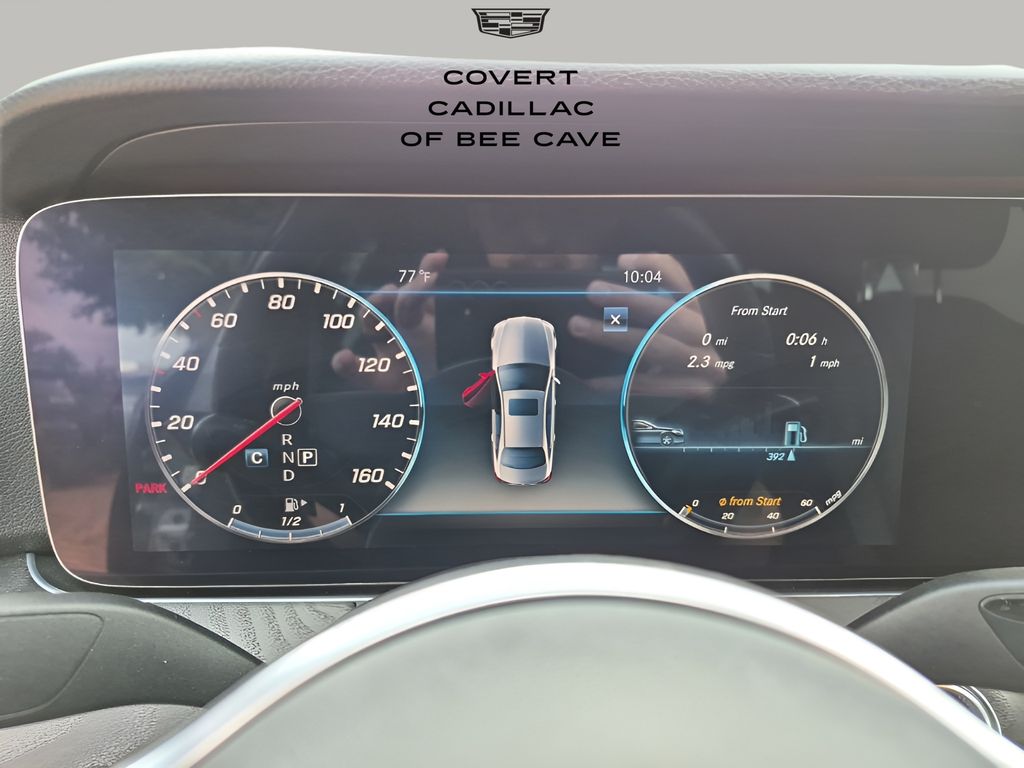 COVERT
CADILLAC
OF BEE CAVE
77 °F
10:04
20
40
60
80
100
120
140
160
mph
R
N
D
C
P
PARK
0
1/2
1
From Start
0 mi 0:06 h
2.3 mpg 1 mph
mi
392
ø from Start
0 20 40 60 mpg